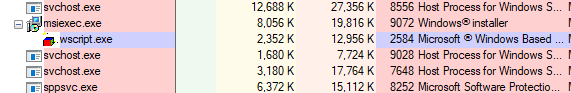 svchost.exe 12,688 K 27,356 K 8556 Host Process for Windows S...
msiexec.exe 8,056 K 19,816 K 9072 Windows® installer
wscript.exe 2,352 K 12,956 K 2584 Microsoft ® Windows Based ...
svchost.exe 1,680 K 7,724 K 9028 Host Process for Windows S...
svchost.exe 3,180 K 17,764 K 7648 Host Process for Windows S...
sppsvc.exe 6,372 K 15,112 K 8252 Microsoft Software Protectio...